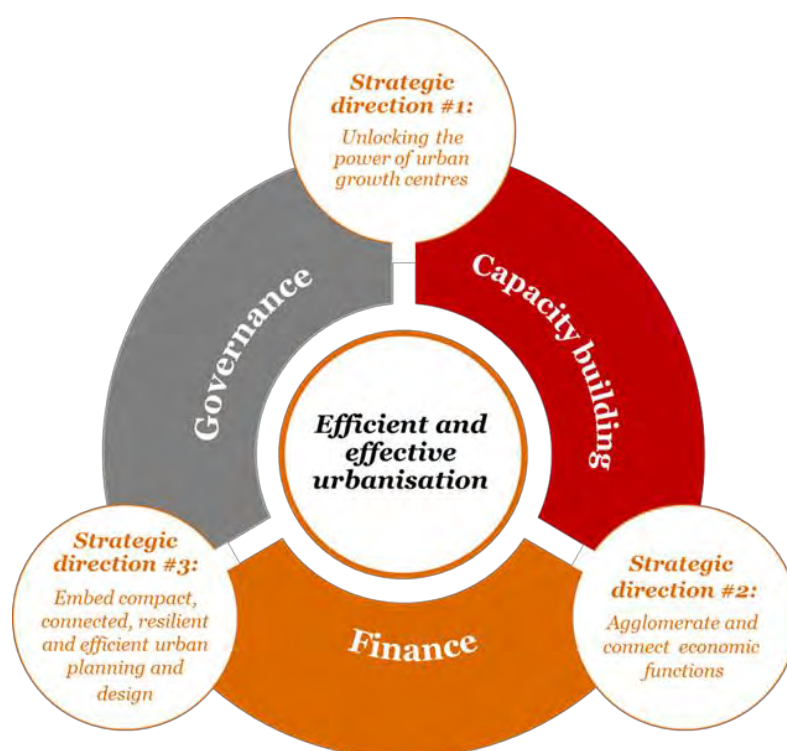 Strategic
direction #1:
Unlocking the
power of urban
growth centres
Governance
Capacity building
Efficient and
effective
urbanisation
Strategic
direction #3:
Embed compact,
connected, resilient
and efficient urban
planning and
design
Finance
Strategic
direction #2:
Agglomerate and
connect economic
functions